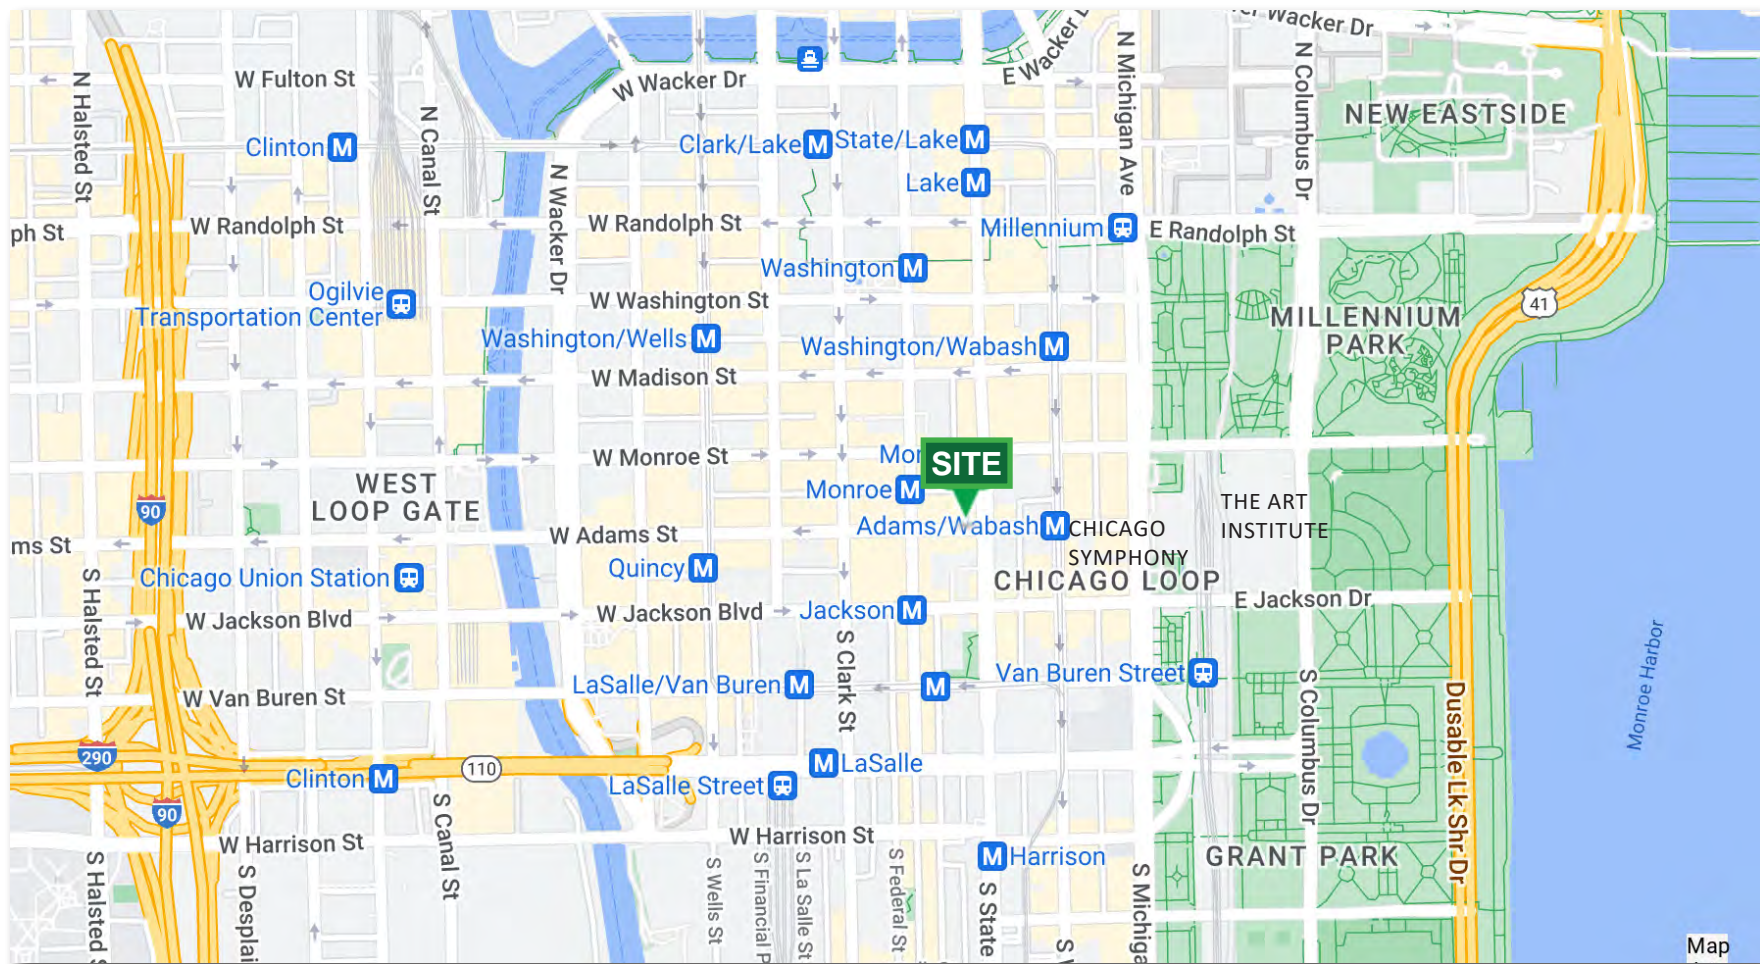 er Wacker Dr
W Fulton St
W Wacker Dr
E Wacker D
N Michigan Ave
N Columbus Dr
N Halsted St
N Canal St
NEW EASTSIDE
Clinton M
Clark/Lake M
State/Lake M
Lake M
N Wacker Dr
ph St
W Randolph St
W Randolph St
Millennium
E Randolph St
Washington M
Ogilvie
Transportation Center
W Washington St
41
MILLENNIUM
PARK
Washington/Wells M
Washington/Wabash M
W Madison St
W Monroe St
Mon
SITE
WEST
LOOP GATE
Monroe M
90
THE ART
INSTITUTE
ms St
W Adams St
Adams/Wabash M
CHICAGO
SYMPHONY
Chicago Union Station
Quincy M
CHICAGO LOOP
S Halsted St
W Jackson Blvd
W Jackson Blvd
Jackson M
E Jackson Dr
Monroe Harbor
S Clark St
W Van Buren St
LaSalle/Van Buren M
M
Van Buren Street
S Columbus Dr
Dusable Lk Shr Dr
290
Clinton M
110
M LaSalle
LaSalle Street
90
W Harrison St
W Harrison St
M Harrison
GRANT PARK
S Halsted S
S Desplai
S Canal St
S Wells St
S Financial P
S La Salle St
S Federal St
S State
S
S Michiga
Map